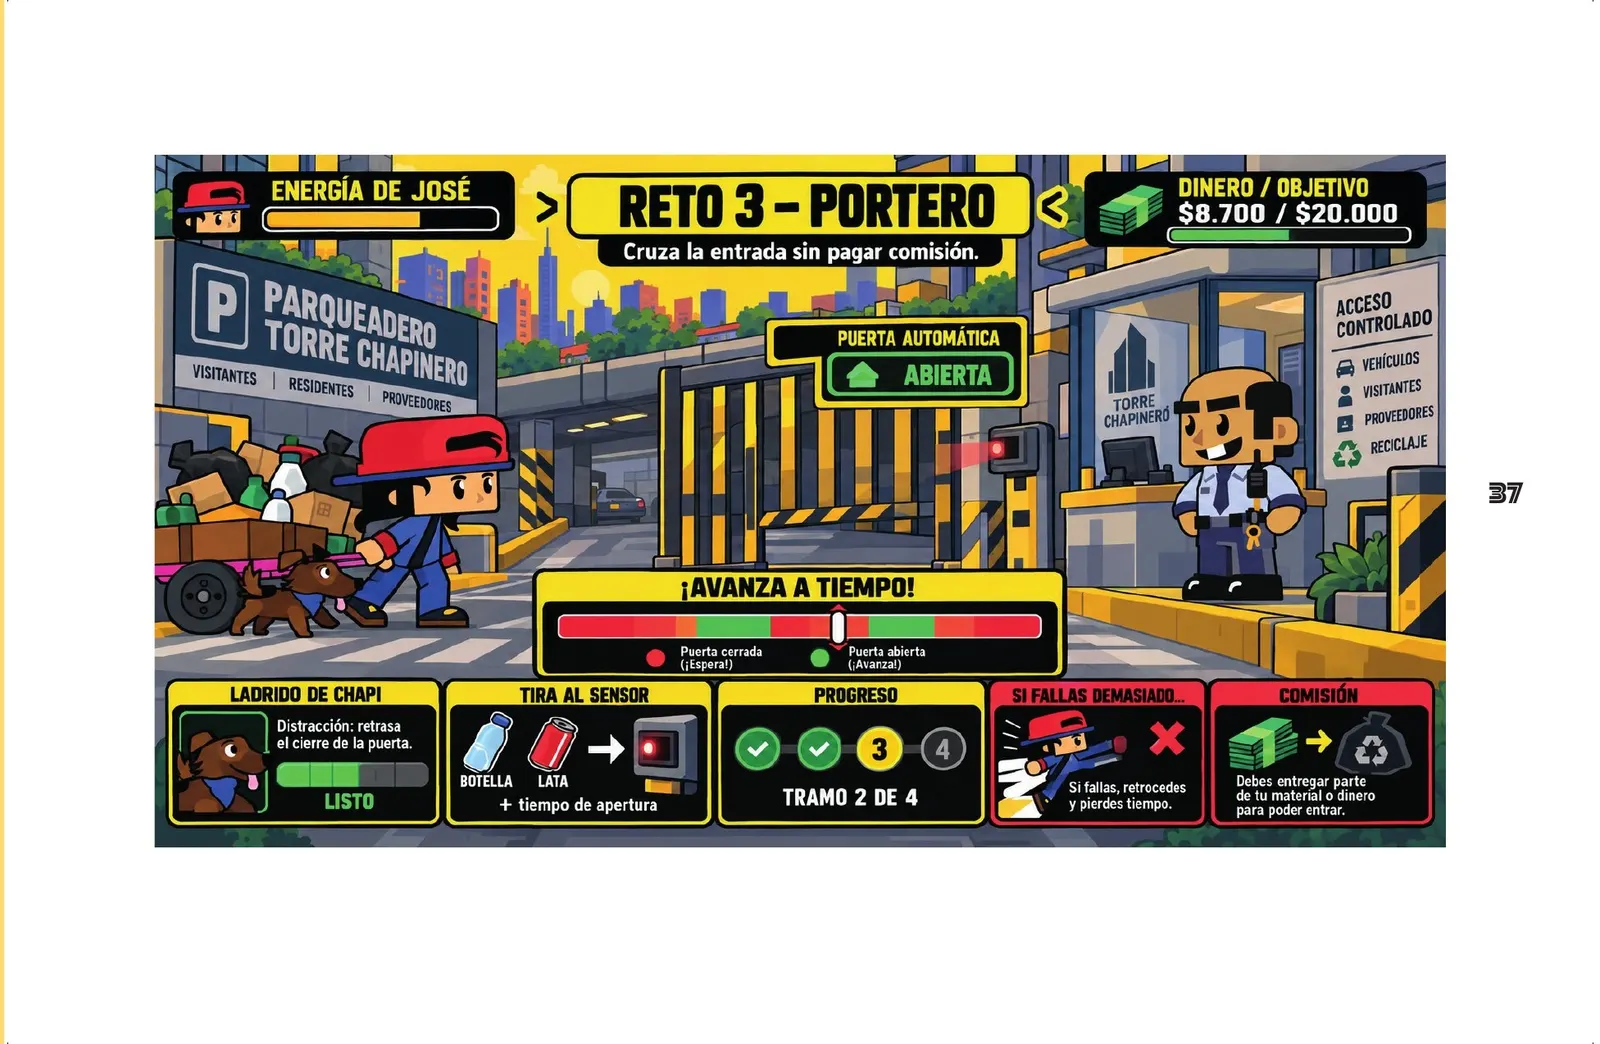 ENERGÍA DE JOSÉ
> RETO 3 – PORTERO <
Cruza la entrada sin pagar comisión.
DINERO / OBJETIVO
$8.700 / $20.000
P
PARQUEADERO
TORRE CHAPINERO
VISITANTES | RESIDENTES | PROVEEDORES
PUERTA AUTOMÁTICA
ABIERTA
TORRE
CHAPINERO
ACCESO
CONTROLADO
VEHÍCULOS
VISITANTES
PROVEEDORES
RECICLAJE
37
¡AVANZA A TIEMPO!
Puerta cerrada
(¡Espera!)
Puerta abierta
(¡Avanza!)
LADRIDO DE CHAPI
Distracción: retrasa
el cierre de la puerta.
LISTO
TIRA AL SENSOR
BOTELLA LATA
+ tiempo de apertura
PROGRESO
3 4
TRAMO 2 DE 4
SI FALLAS DEMASIADO...
Si fallas, retrocedes
y pierdes tiempo.
COMISIÓN
Debes entregar parte
de tu material o dinero
para poder entrar.